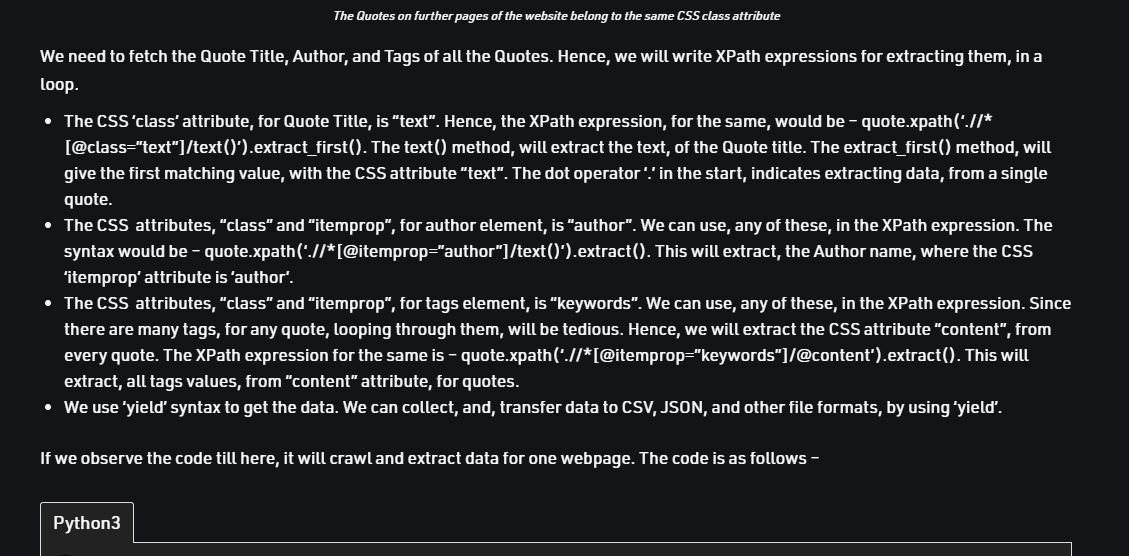 The Quotes on further pages of the website belong to the same CSS class attribute
We need to fetch the Quote Title, Author, and Tags of all the Quotes. Hence, we will write XPath expressions for extracting them, in a
loop.
• The CSS ‘class’ attribute, for Quote Title, is “text”. Hence, the XPath expression, for the same, would be – quote.xpath(‘.//*
[@class=”text”]/text()’).extract_first(). The text() method, will extract the text, of the Quote title. The extract_first() method, will
give the first matching value, with the CSS attribute “text”. The dot operator ‘.’ in the start, indicates extracting data, from a single
quote.
• The CSS  attributes, “class” and “itemprop”, for author element, is “author”. We can use, any of these, in the XPath expression. The
syntax would be – quote.xpath(‘.//*[@itemprop=”author”]/text()’).extract(). This will extract, the Author name, where the CSS
‘itemprop’ attribute is ‘author’.
• The CSS  attributes, “class” and “itemprop”, for tags element, is “keywords”. We can use, any of these, in the XPath expression. Since
there are many tags, for any quote, looping through them, will be tedious. Hence, we will extract the CSS attribute “content”, from
every quote. The XPath expression for the same is – quote.xpath(‘.//*[@itemprop=”keywords”]/@content’).extract(). This will
extract, all tags values, from “content” attribute, for quotes.
• We use ‘yield’ syntax to get the data. We can collect, and, transfer data to CSV, JSON, and other file formats, by using ‘yield’.
If we observe the code till here, it will crawl and extract data for one webpage. The code is as follows –
Python3